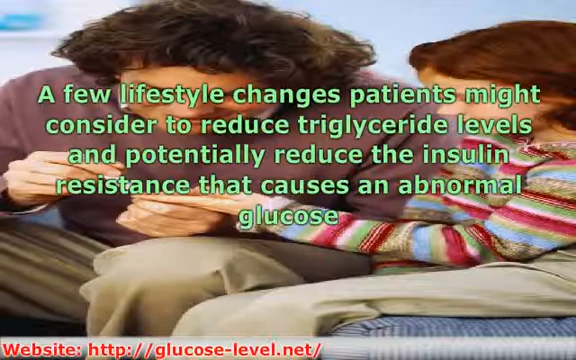 A few lifestyle changes patients might
consider to reduce triglyceride levels
and potentially reduce the insulin
resistance that causes an abnormal
glucose
Website: http://glucose-level.net/